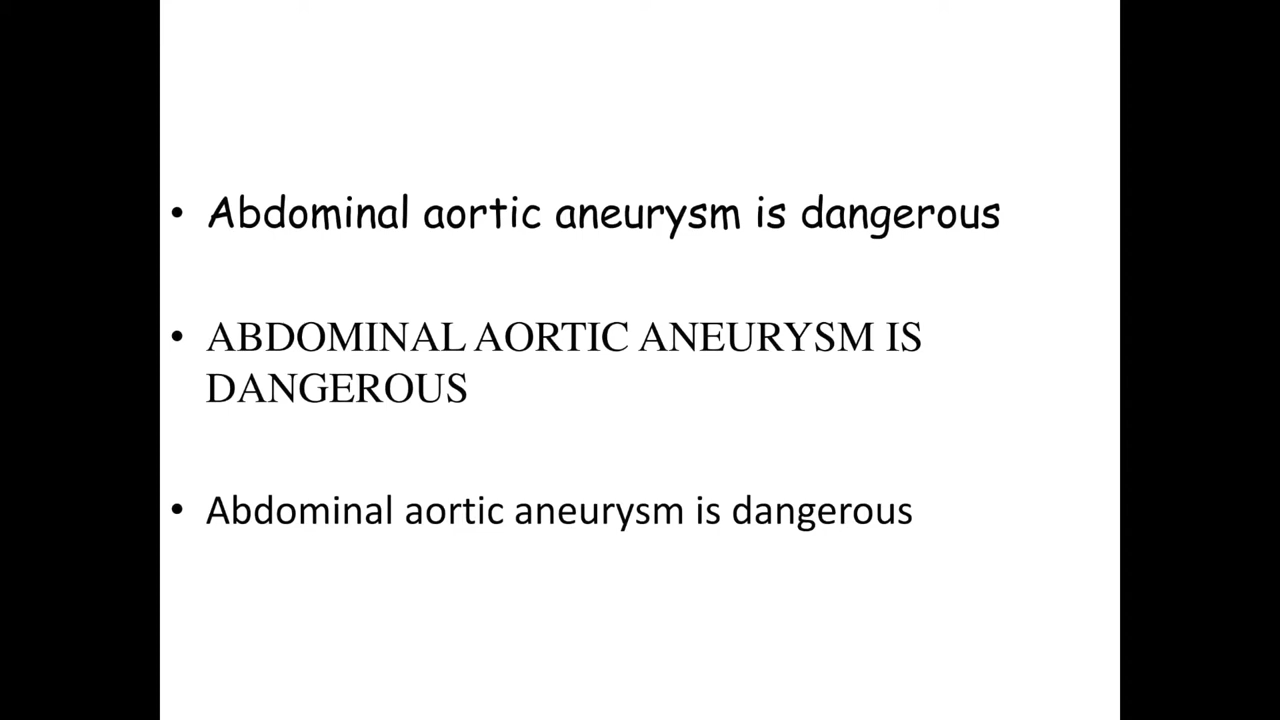 • Abdominal aortic aneurysm is dangerous
• ABDOMINAL AORTIC ANEURYSM IS
DANGEROUS
• Abdominal aortic aneurysm is dangerous